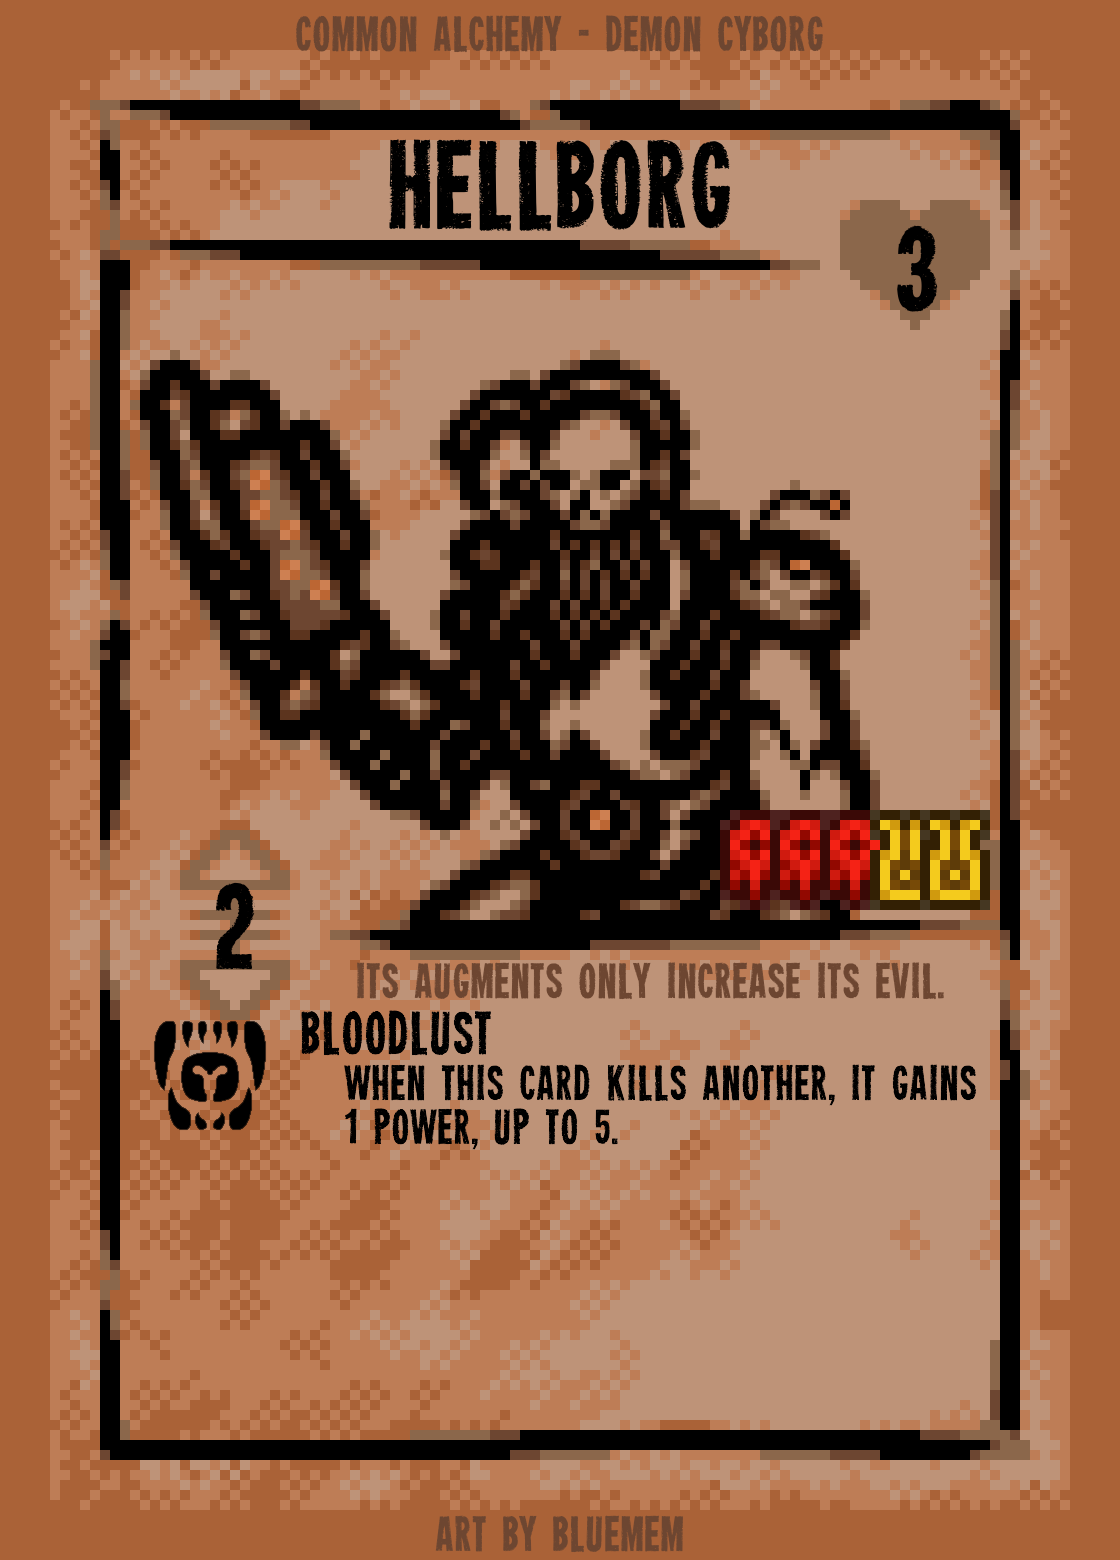 COMMON ALCHEMY - DEMON CYBORG
HELLBORG
3
2
ITS AUGMENTS ONLY INCREASE ITS EVIL.
BLOODLUST
WHEN THIS CARD KILLS ANOTHER, IT GAINS
1 POWER, UP TO 5.
ART BY BLUEMEM